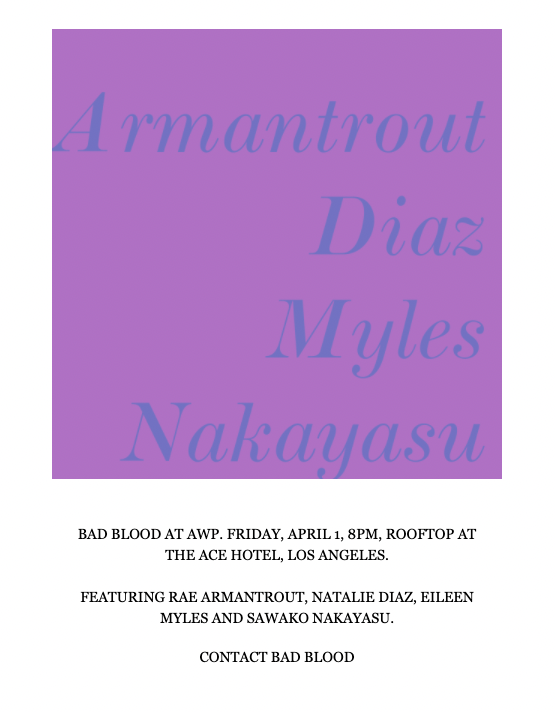 Armantrout
Diaz
Myles
Nakayasu
BAD BLOOD AT AWP. FRIDAY, APRIL 1, 8PM, ROOFTOP AT
THE ACE HOTEL, LOS ANGELES.
FEATURING RAE ARMANTROUT, NATALIE DIAZ, EILEEN
MYLES AND SAWAKO NAKAYASU.
CONTACT BAD BLOOD